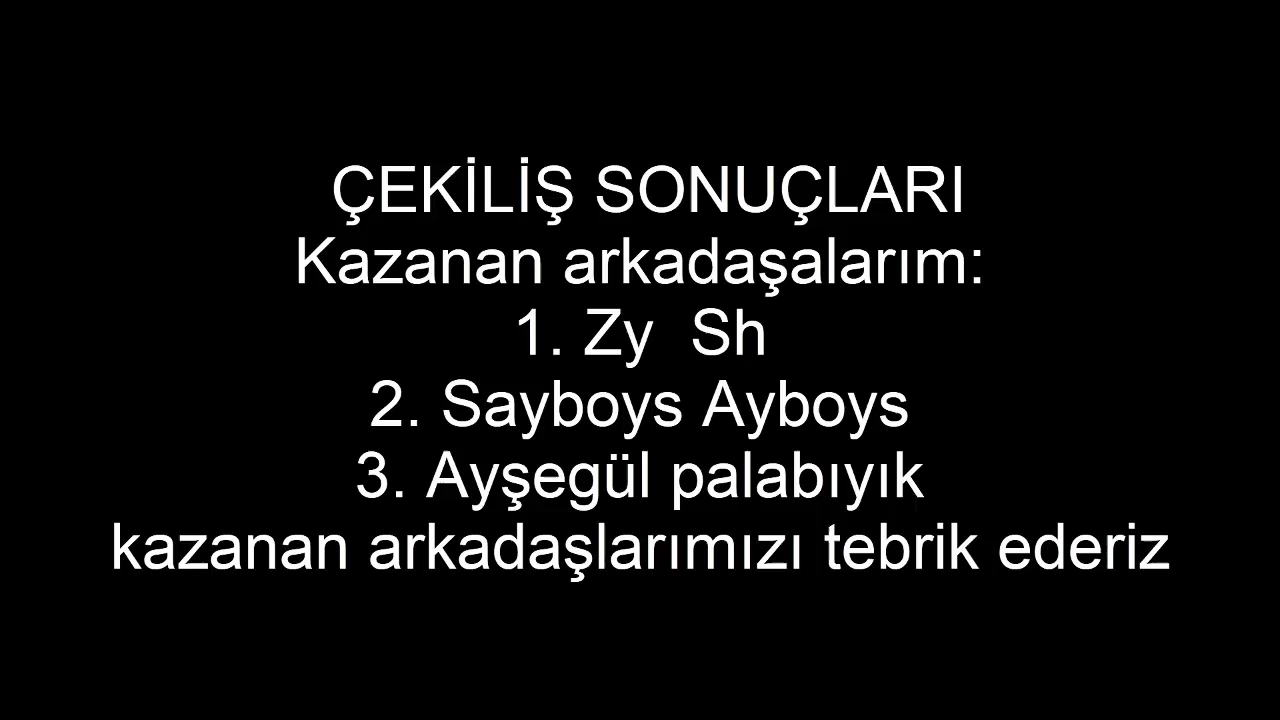 ÇEKİLİŞ SONUÇLARI
Kazanan arkadaşalarım:
1. Zy  Sh
2. Sayboys Ayboys
3. Ayşegül palabıyık
kazanan arkadaşlarımızı tebrik ederiz